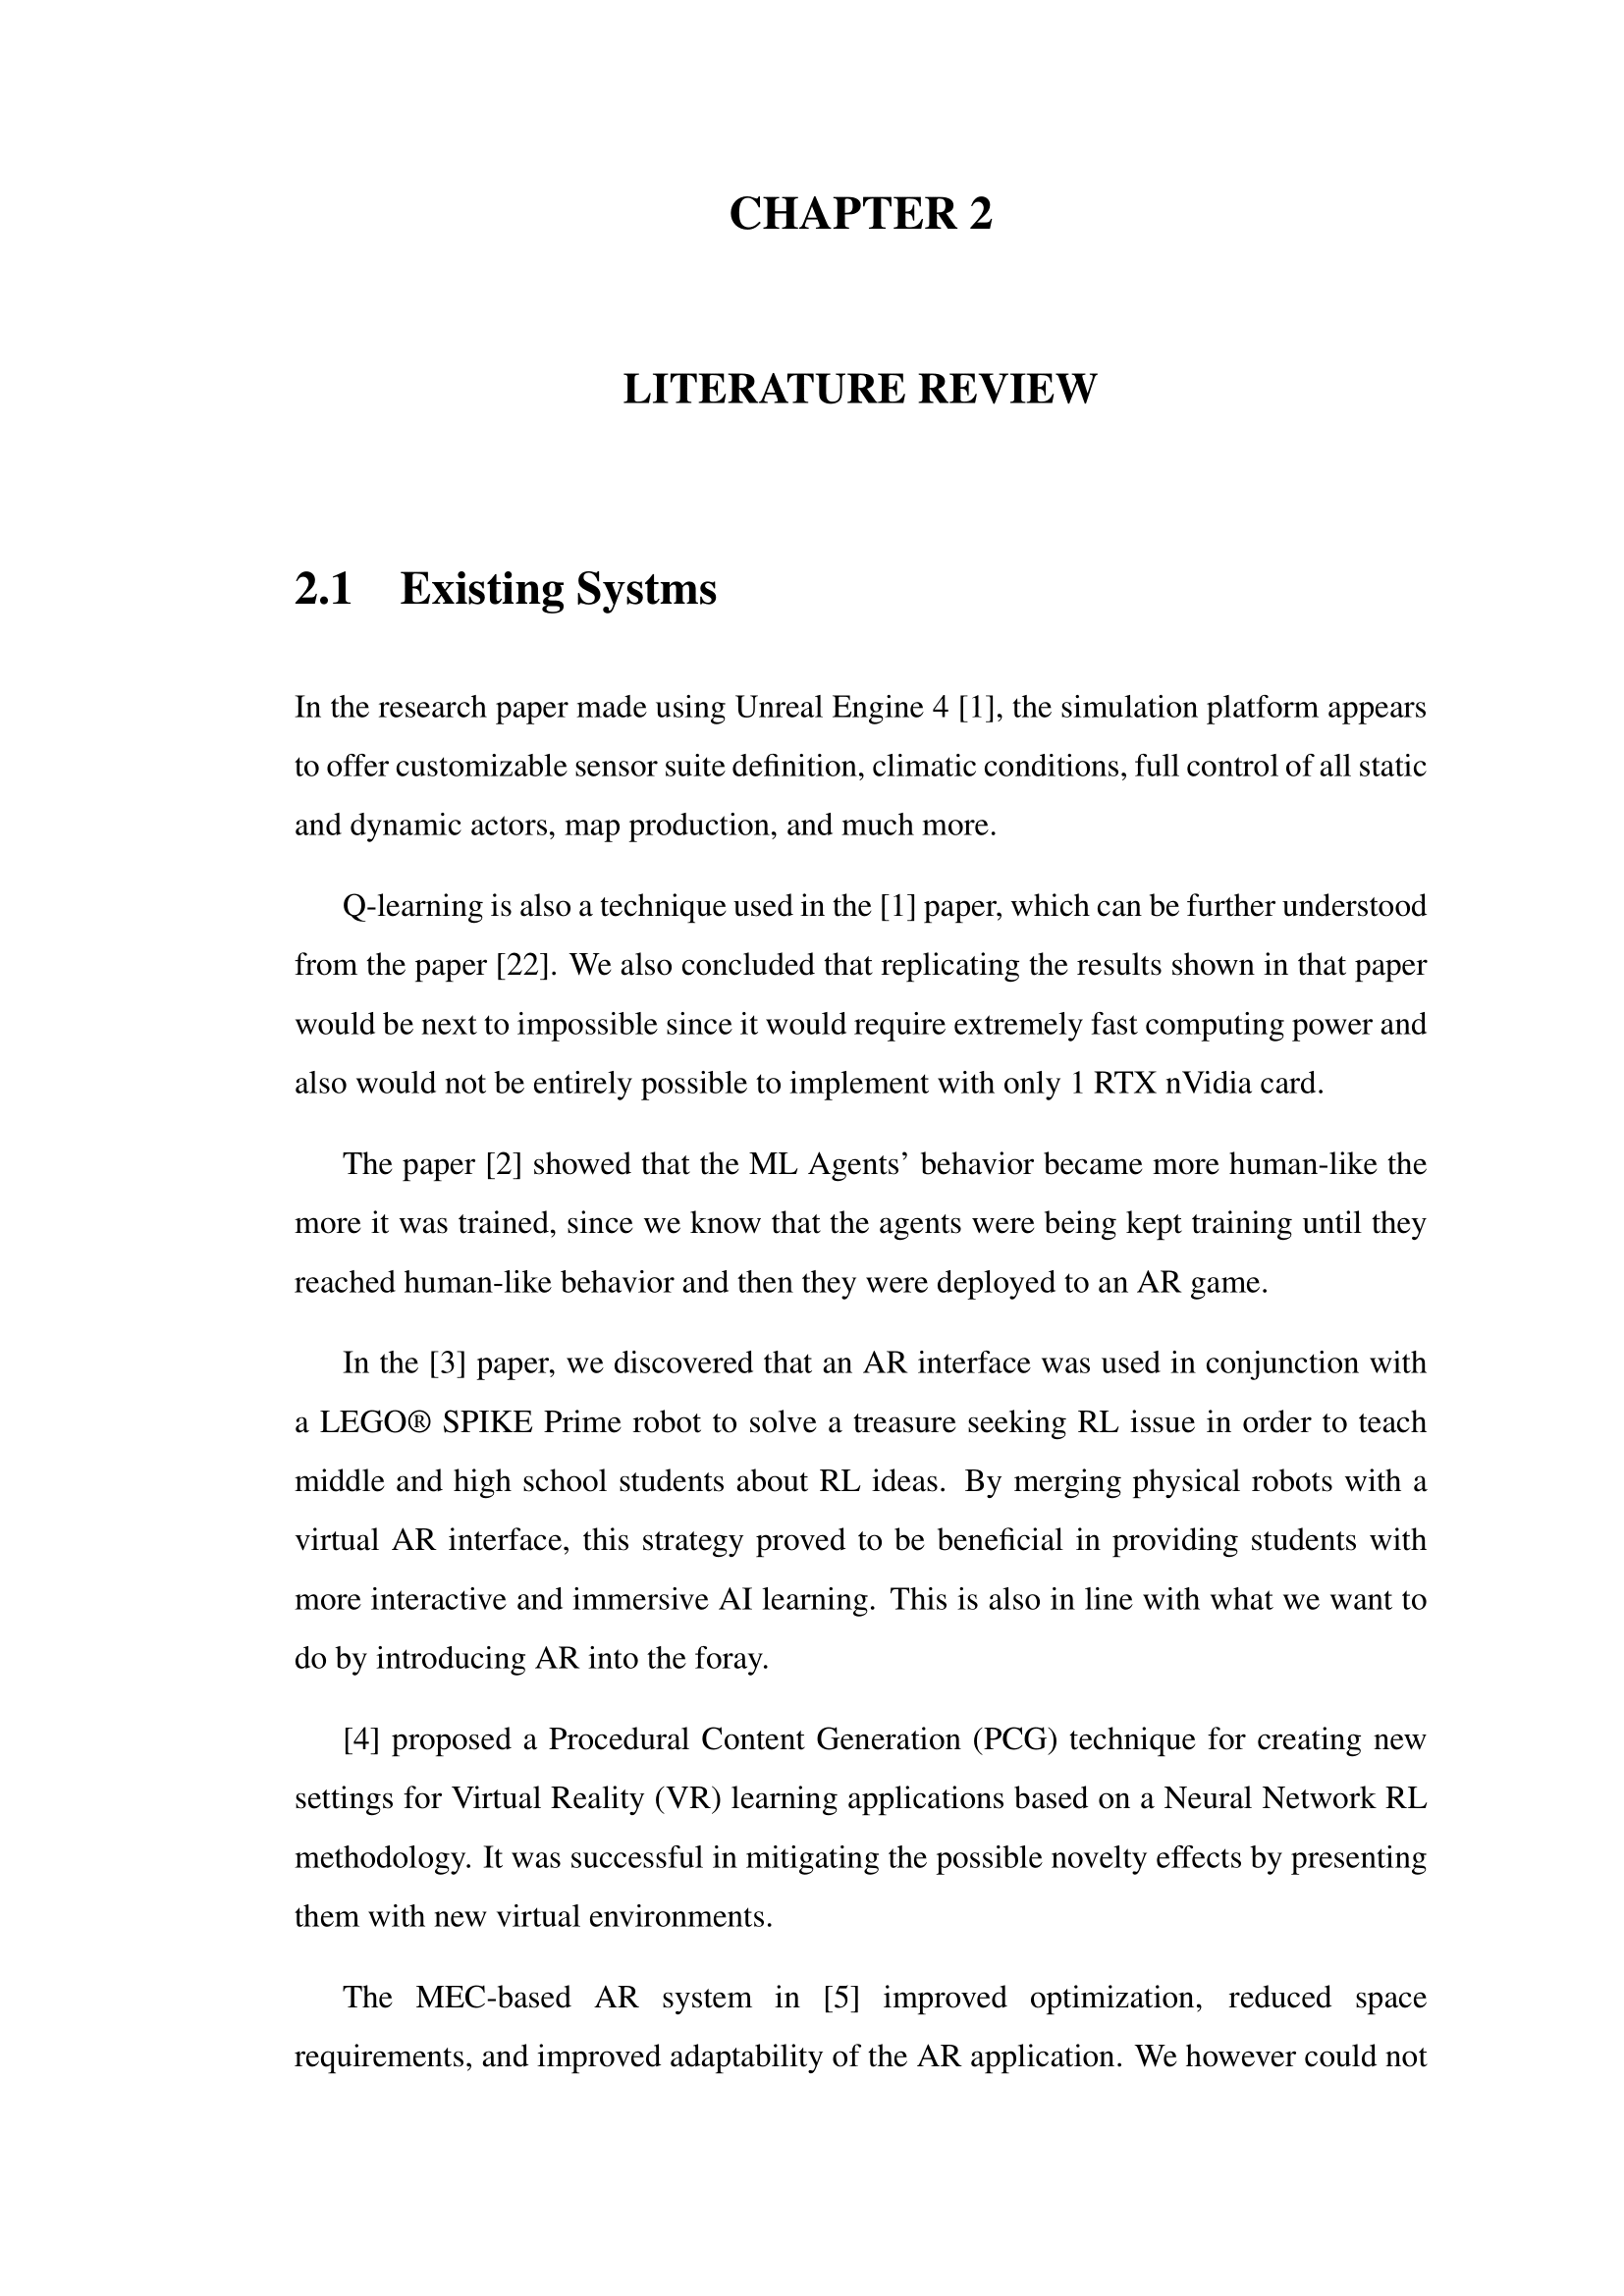 CHAPTER 2
LITERATURE REVIEW
2.1 Existing Systms
In the research paper made using Unreal Engine 4 [1], the simulation platform appears
to offer customizable sensor suite definition, climatic conditions, full control of all static
and dynamic actors, map production, and much more.
Q-learning is also a technique used in the [1] paper, which can be further understood
from the paper [22]. We also concluded that replicating the results shown in that paper
would be next to impossible since it would require extremely fast computing power and
also would not be entirely possible to implement with only 1 RTX nVidia card.
The paper [2] showed that the ML Agents’ behavior became more human-like the
more it was trained, since we know that the agents were being kept training until they
reached human-like behavior and then they were deployed to an AR game.
In the [3] paper, we discovered that an AR interface was used in conjunction with
a LEGO® SPIKE Prime robot to solve a treasure seeking RL issue in order to teach
middle and high school students about RL ideas. By merging physical robots with a
virtual AR interface, this strategy proved to be beneficial in providing students with
more interactive and immersive AI learning. This is also in line with what we want to
do by introducing AR into the foray.
[4] proposed a Procedural Content Generation (PCG) technique for creating new
settings for Virtual Reality (VR) learning applications based on a Neural Network RL
methodology. It was successful in mitigating the possible novelty effects by presenting
them with new virtual environments.
The MEC-based AR system in [5] improved optimization, reduced space
requirements, and improved adaptability of the AR application. We however could not